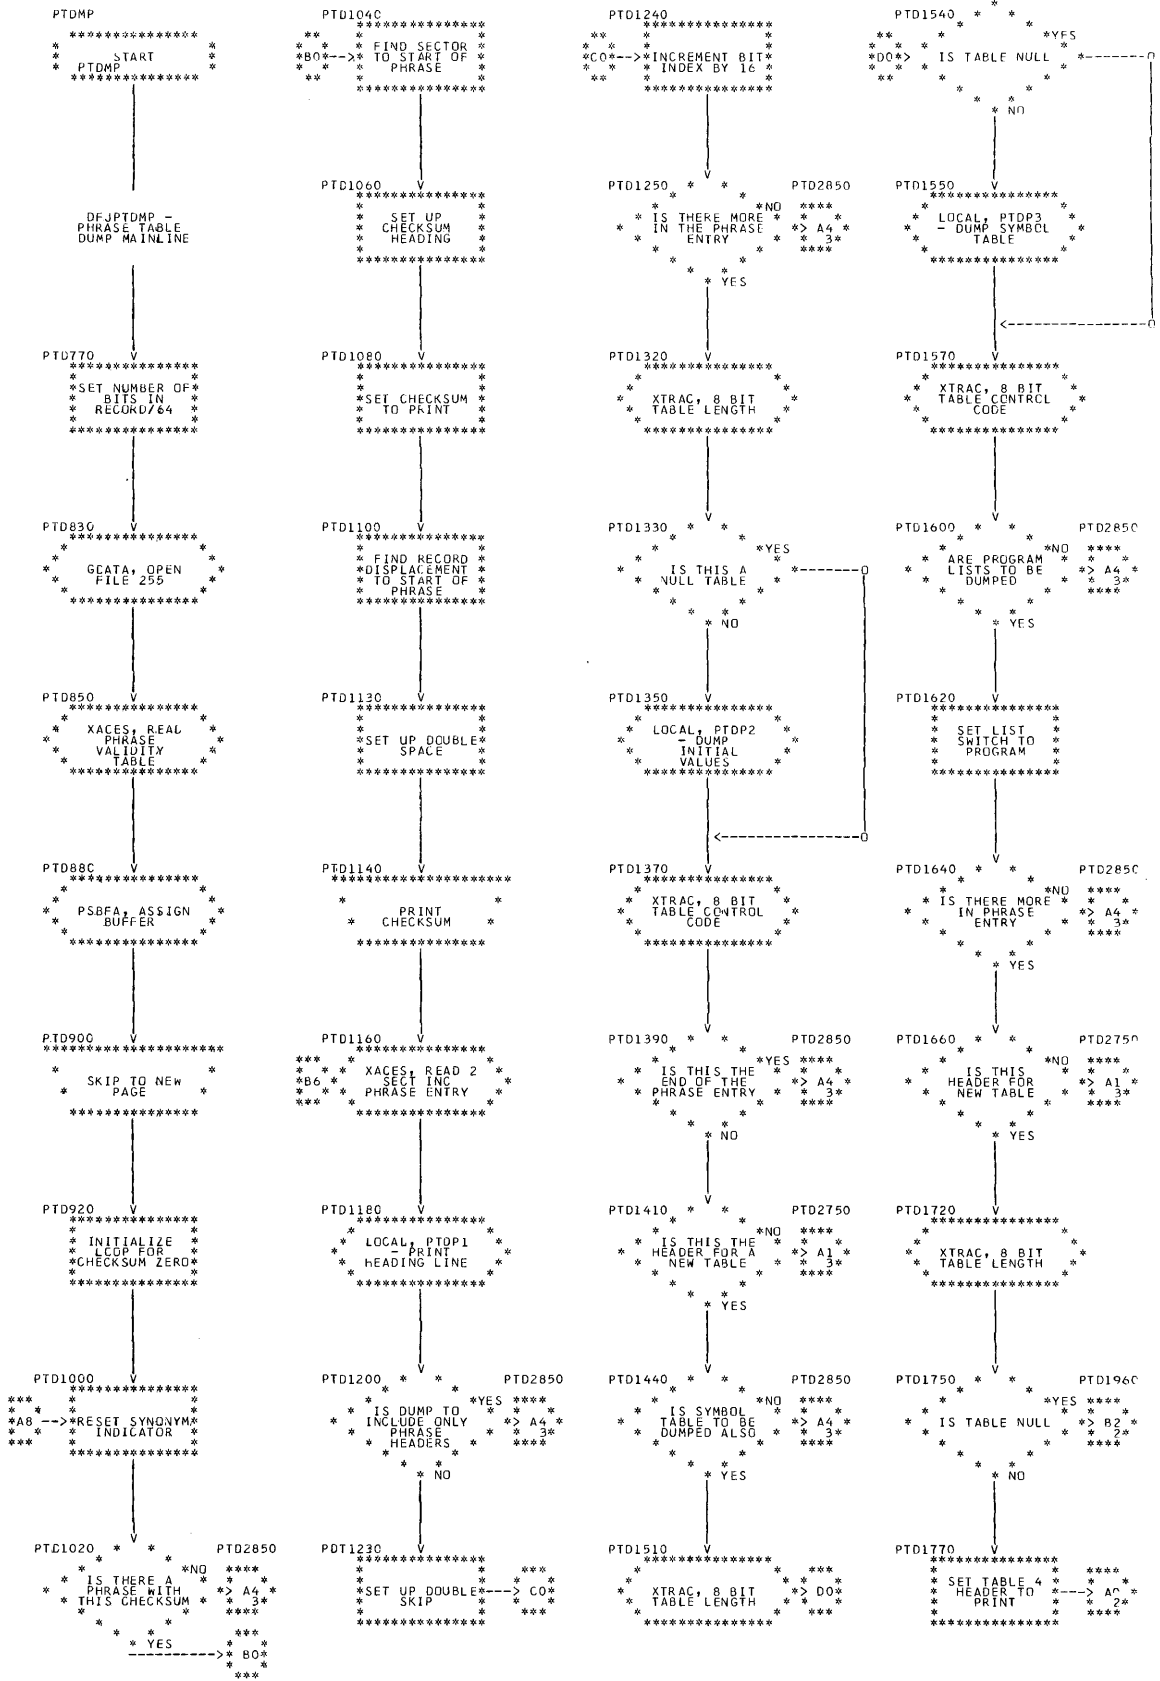 PTDMP
START
PTDMP
DFJPTDMP -
PHRASE TABLE
DUMP MAINLINE
PTD770
SET NUMBER OF
BITS IN
RECORD/64
PTD830
GDATA, OPEN
FILE 255
PTD850
XACES, READ
PHRASE
VALIDITY
TABLE
PTD880
PSBFA, ASSIGN
BUFFER
PTD900
SKIP TO NEW
PAGE
PTD920
INITIALIZE
LOOP FOR
CHECKSUM ZERO
PTD1000
A8
RESET SYNONYM
INDICATOR
PTD1020
PTD2850
IS THERE A
PHRASE WITH
THIS CHECKSUM
NO
A4
3
YES
B0
PTD1040
B0
FIND SECTOR
TO START OF
PHRASE
PTD1060
SET UP
CHECKSUM
HEADING
PTD1080
SET CHECKSUM
TO PRINT
PTD1100
FIND RECORD
DISPLACEMENT
TO START OF
PHRASE
PTD1130
SET UP DOUBLE
SPACE
PTD1140
PRINT
CHECKSUM
PTD1160
B6
XACES, READ 2
SECT INC
PHRASE ENTRY
PTD1180
LOCAL, PTDP1
- PRINT
HEADING LINE
PTD1200
PTD2850
IS DUMP TO
INCLUDE ONLY
PHRASE
HEADERS
YES
A4
3
NO
PDT1230
SET UP DOUBLE
SKIP
C0
PTD1240
C0
INCREMENT BIT
INDEX BY 16
PTD1250
PTD2850
IS THERE MORE
IN THE PHRASE
ENTRY
NO
A4
3
YES
PTD1320
XTRAC, 8 BIT
TABLE LENGTH
PTD1330
IS THIS A
NULL TABLE
YES
NO
PTD1350
LOCAL, PTDP2
- DUMP
INITIAL
VALUES
PTD1370
XTRAC, 8 BIT
TABLE CONTROL
CODE
PTD1390
PTD2850
IS THIS THE
END OF THE
PHRASE ENTRY
YES
A4
3
NO
PTD1410
PTD2750
IS THIS THE
HEADER FOR A
NEW TABLE
NO
A1
3
YES
PTD1440
PTD2850
IS SYMBOL
TABLE TO BE
DUMPED ALSO
NO
A4
3
YES
PTD1510
XTRAC, 8 BIT
TABLE LENGTH
D0
PTD1540
D0
IS TABLE NULL
YES
NO
PTD1550
LOCAL, PTDP3
- DUMP SYMBOL
TABLE
PTD1570
XTRAC, 8 BIT
TABLE CONTROL
CODE
PTD1600
PTD2850
ARE PROGRAM
LISTS TO BE
DUMPED
NO
A4
3
YES
PTD1620
SET LIST
SWITCH TO
PROGRAM
PTD1640
PTD2850
IS THERE MORE
IN PHRASE
ENTRY
NO
A4
3
YES
PTD1660
PTD2750
IS THIS
HEADER FOR
NEW TABLE
NO
A1
3
YES
PTD1720
XTRAC, 8 BIT
TABLE LENGTH
PTD1750
PTD1960
IS TABLE NULL
YES
B2
2
NO
PTD1770
SET TABLE 4
HEADER TO
PRINT
2